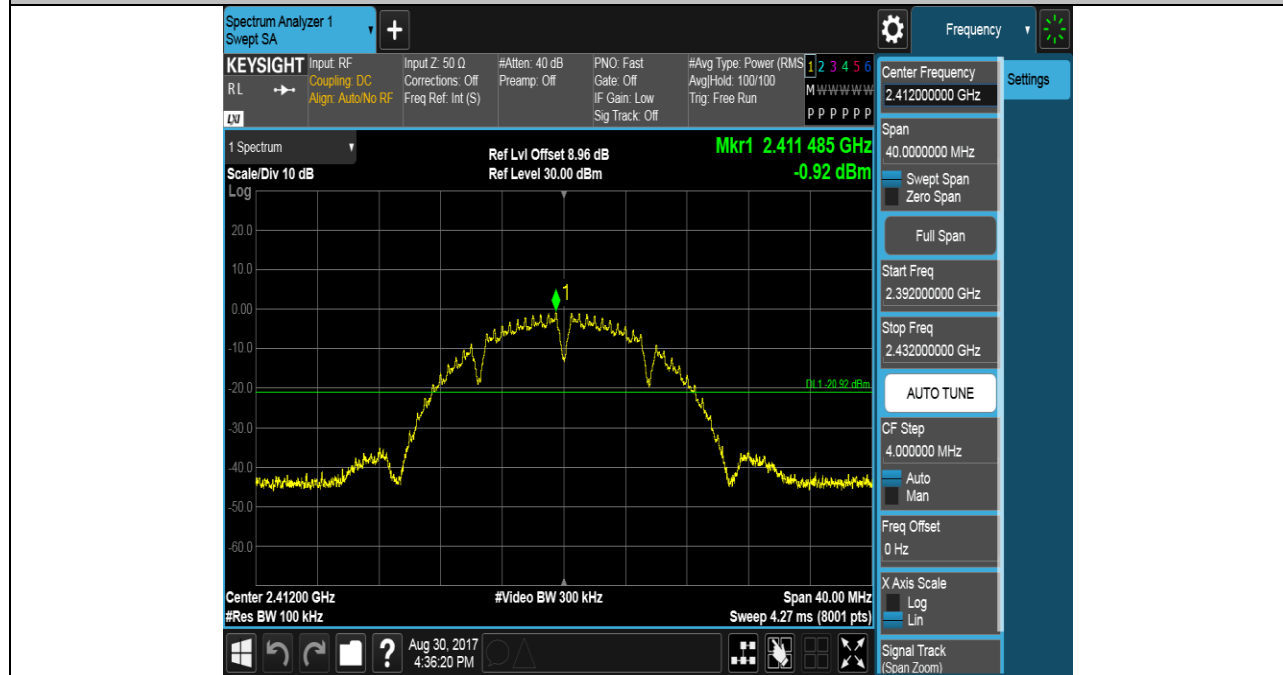 Spectrum Analyzer 1
Swept SA
+
Frequency
KEYSIGHT
RL
LXI
Input: RF
Coupling: DC
Align: Auto/No RF
Input Z: 50 Ω
Corrections: Off
Freq Ref: Int (S)
#Atten: 40 dB
Preamp: Off
PNO: Fast
Gate: Off
IF Gain: Low
Sig Track: Off
#Avg Type: Power (RMS
Avg|Hold: 100/100
Trig: Free Run
1 2 3 4 5 6
M W W W W W
P P P P P P
1 Spectrum
Scale/Div 10 dB
Log
Ref Lvl Offset 8.96 dB
Ref Level 30.00 dBm
Mkr1 2.411 485 GHz
-0.92 dBm
20.0
10.0
0.00
-10.0
-20.0
-30.0
-40.0
-50.0
-60.0
1
DL1 -20.92 dBm
Center 2.41200 GHz
#Res BW 100 kHz
#Video BW 300 kHz
Span 40.00 MHz
Sweep 4.27 ms (8001 pts)
Center Frequency
2.412000000 GHz
Settings
Span
40.0000000 MHz
Swept Span
Zero Span
Full Span
Start Freq
2.392000000 GHz
Stop Freq
2.432000000 GHz
AUTO TUNE
CF Step
4.000000 MHz
Auto
Man
Freq Offset
0 Hz
X Axis Scale
Log
Lin
Signal Track
(Span Zoom)
?
Aug 30, 2017
4:36:20 PM